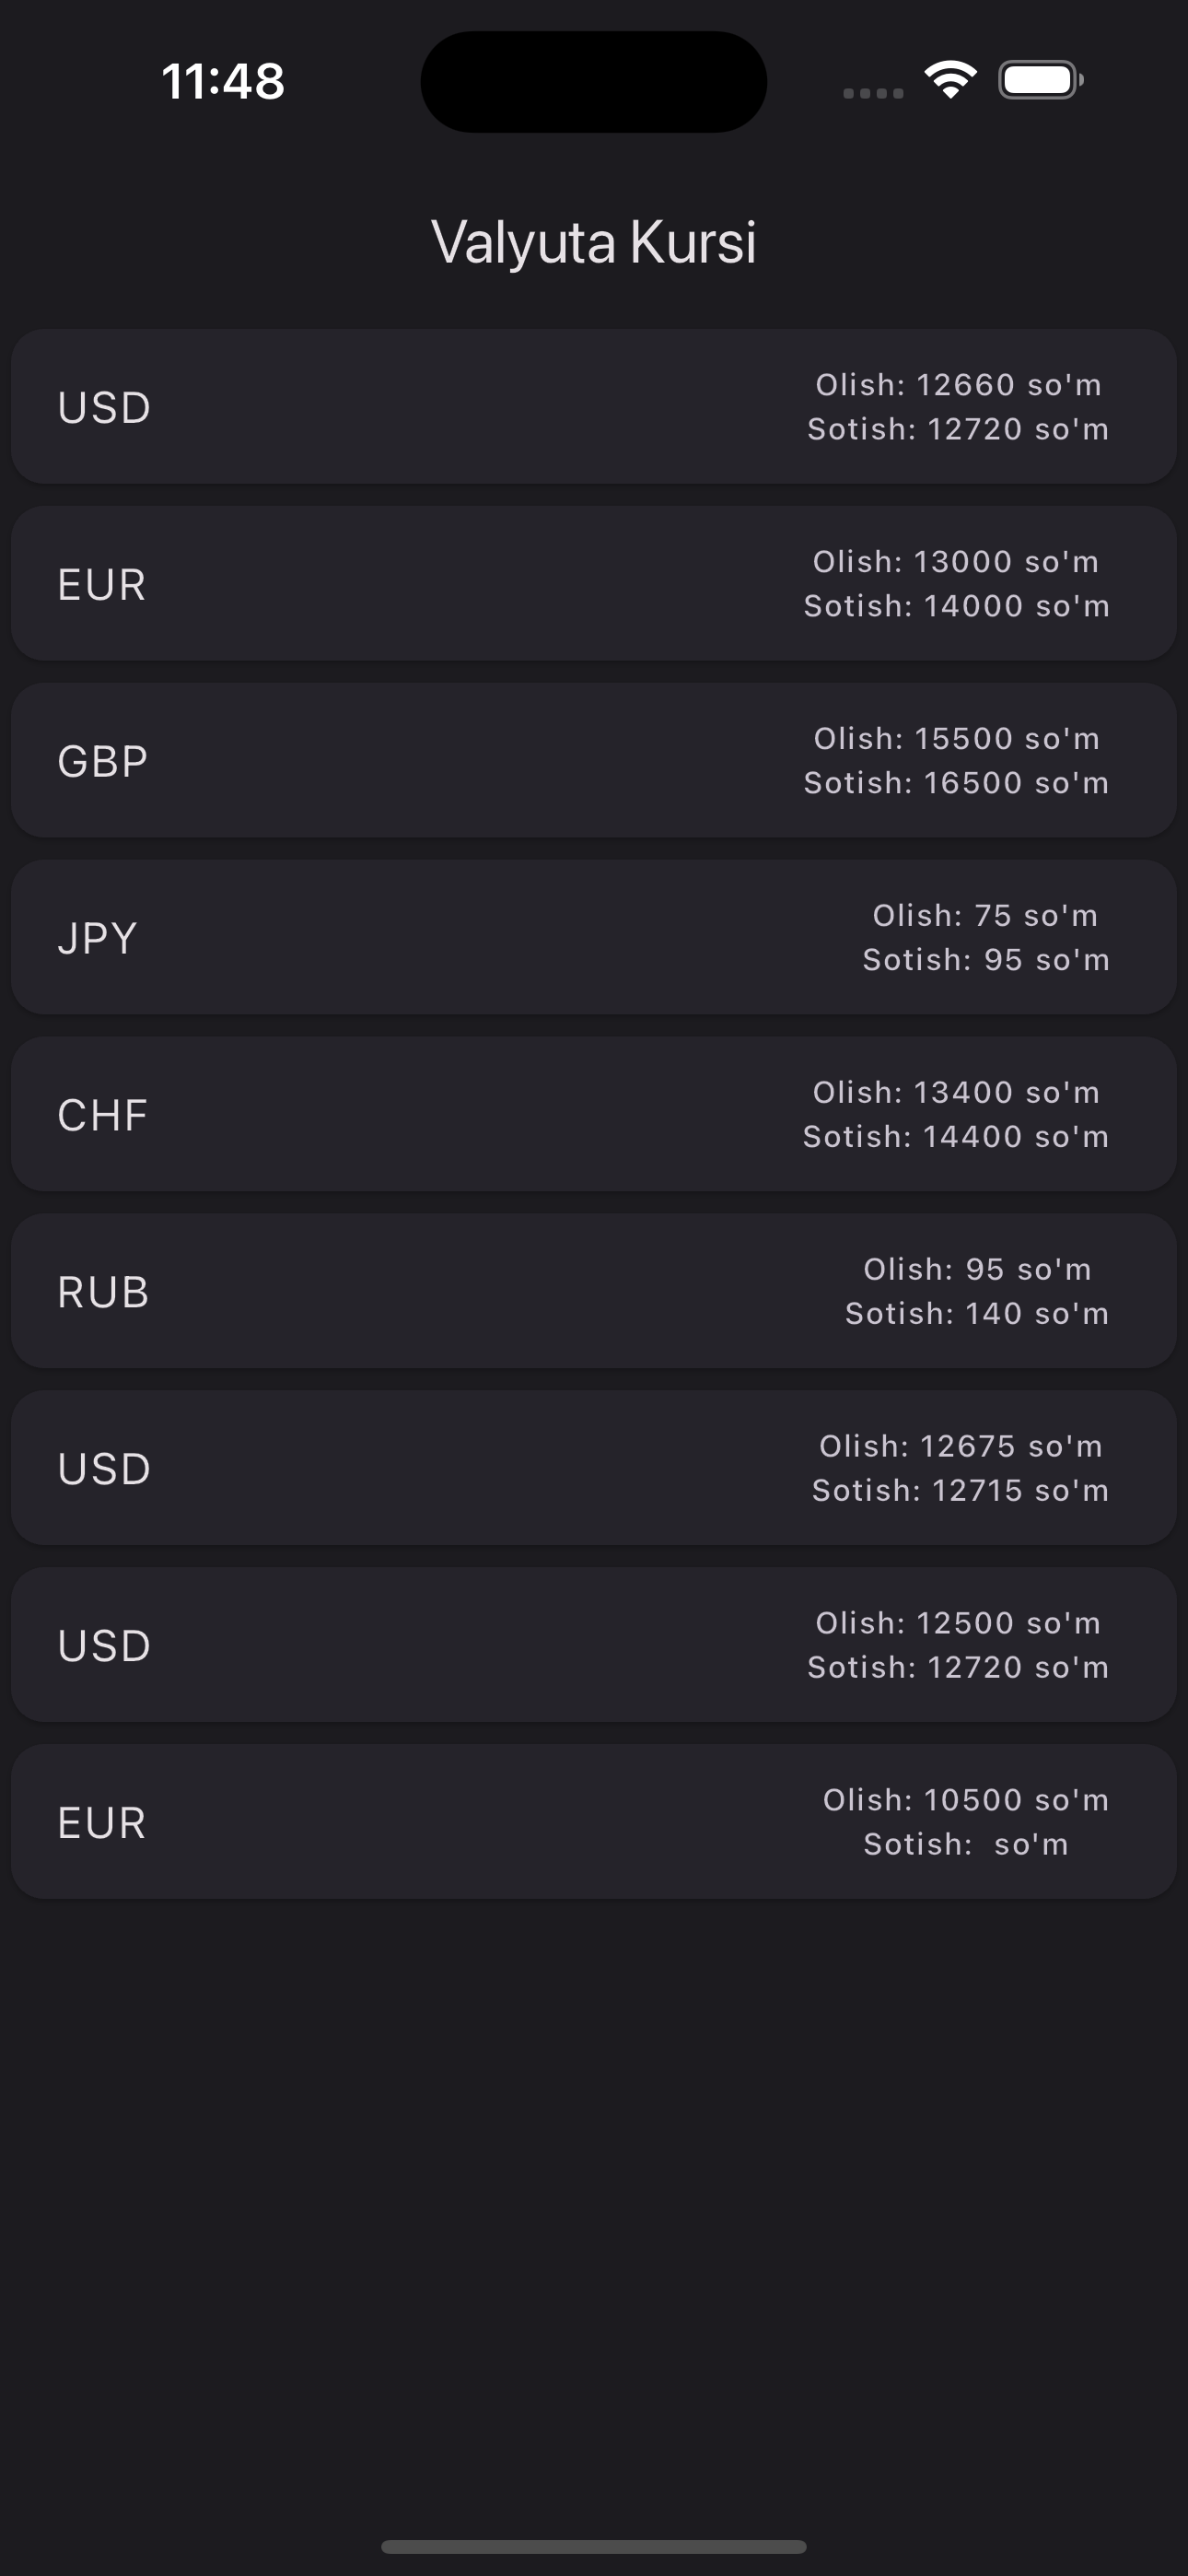 11:48
Valyuta Kursi
USD
Olish: 12660 so'm
Sotish: 12720 so'm
EUR
Olish: 13000 so'm
Sotish: 14000 so'm
GBP
Olish: 15500 so'm
Sotish: 16500 so'm
JPY
Olish: 75 so'm
Sotish: 95 so'm
CHF
Olish: 13400 so'm
Sotish: 14400 so'm
RUB
Olish: 95 so'm
Sotish: 140 so'm
USD
Olish: 12675 so'm
Sotish: 12715 so'm
USD
Olish: 12500 so'm
Sotish: 12720 so'm
EUR
Olish: 10500 so'm
Sotish:  so'm